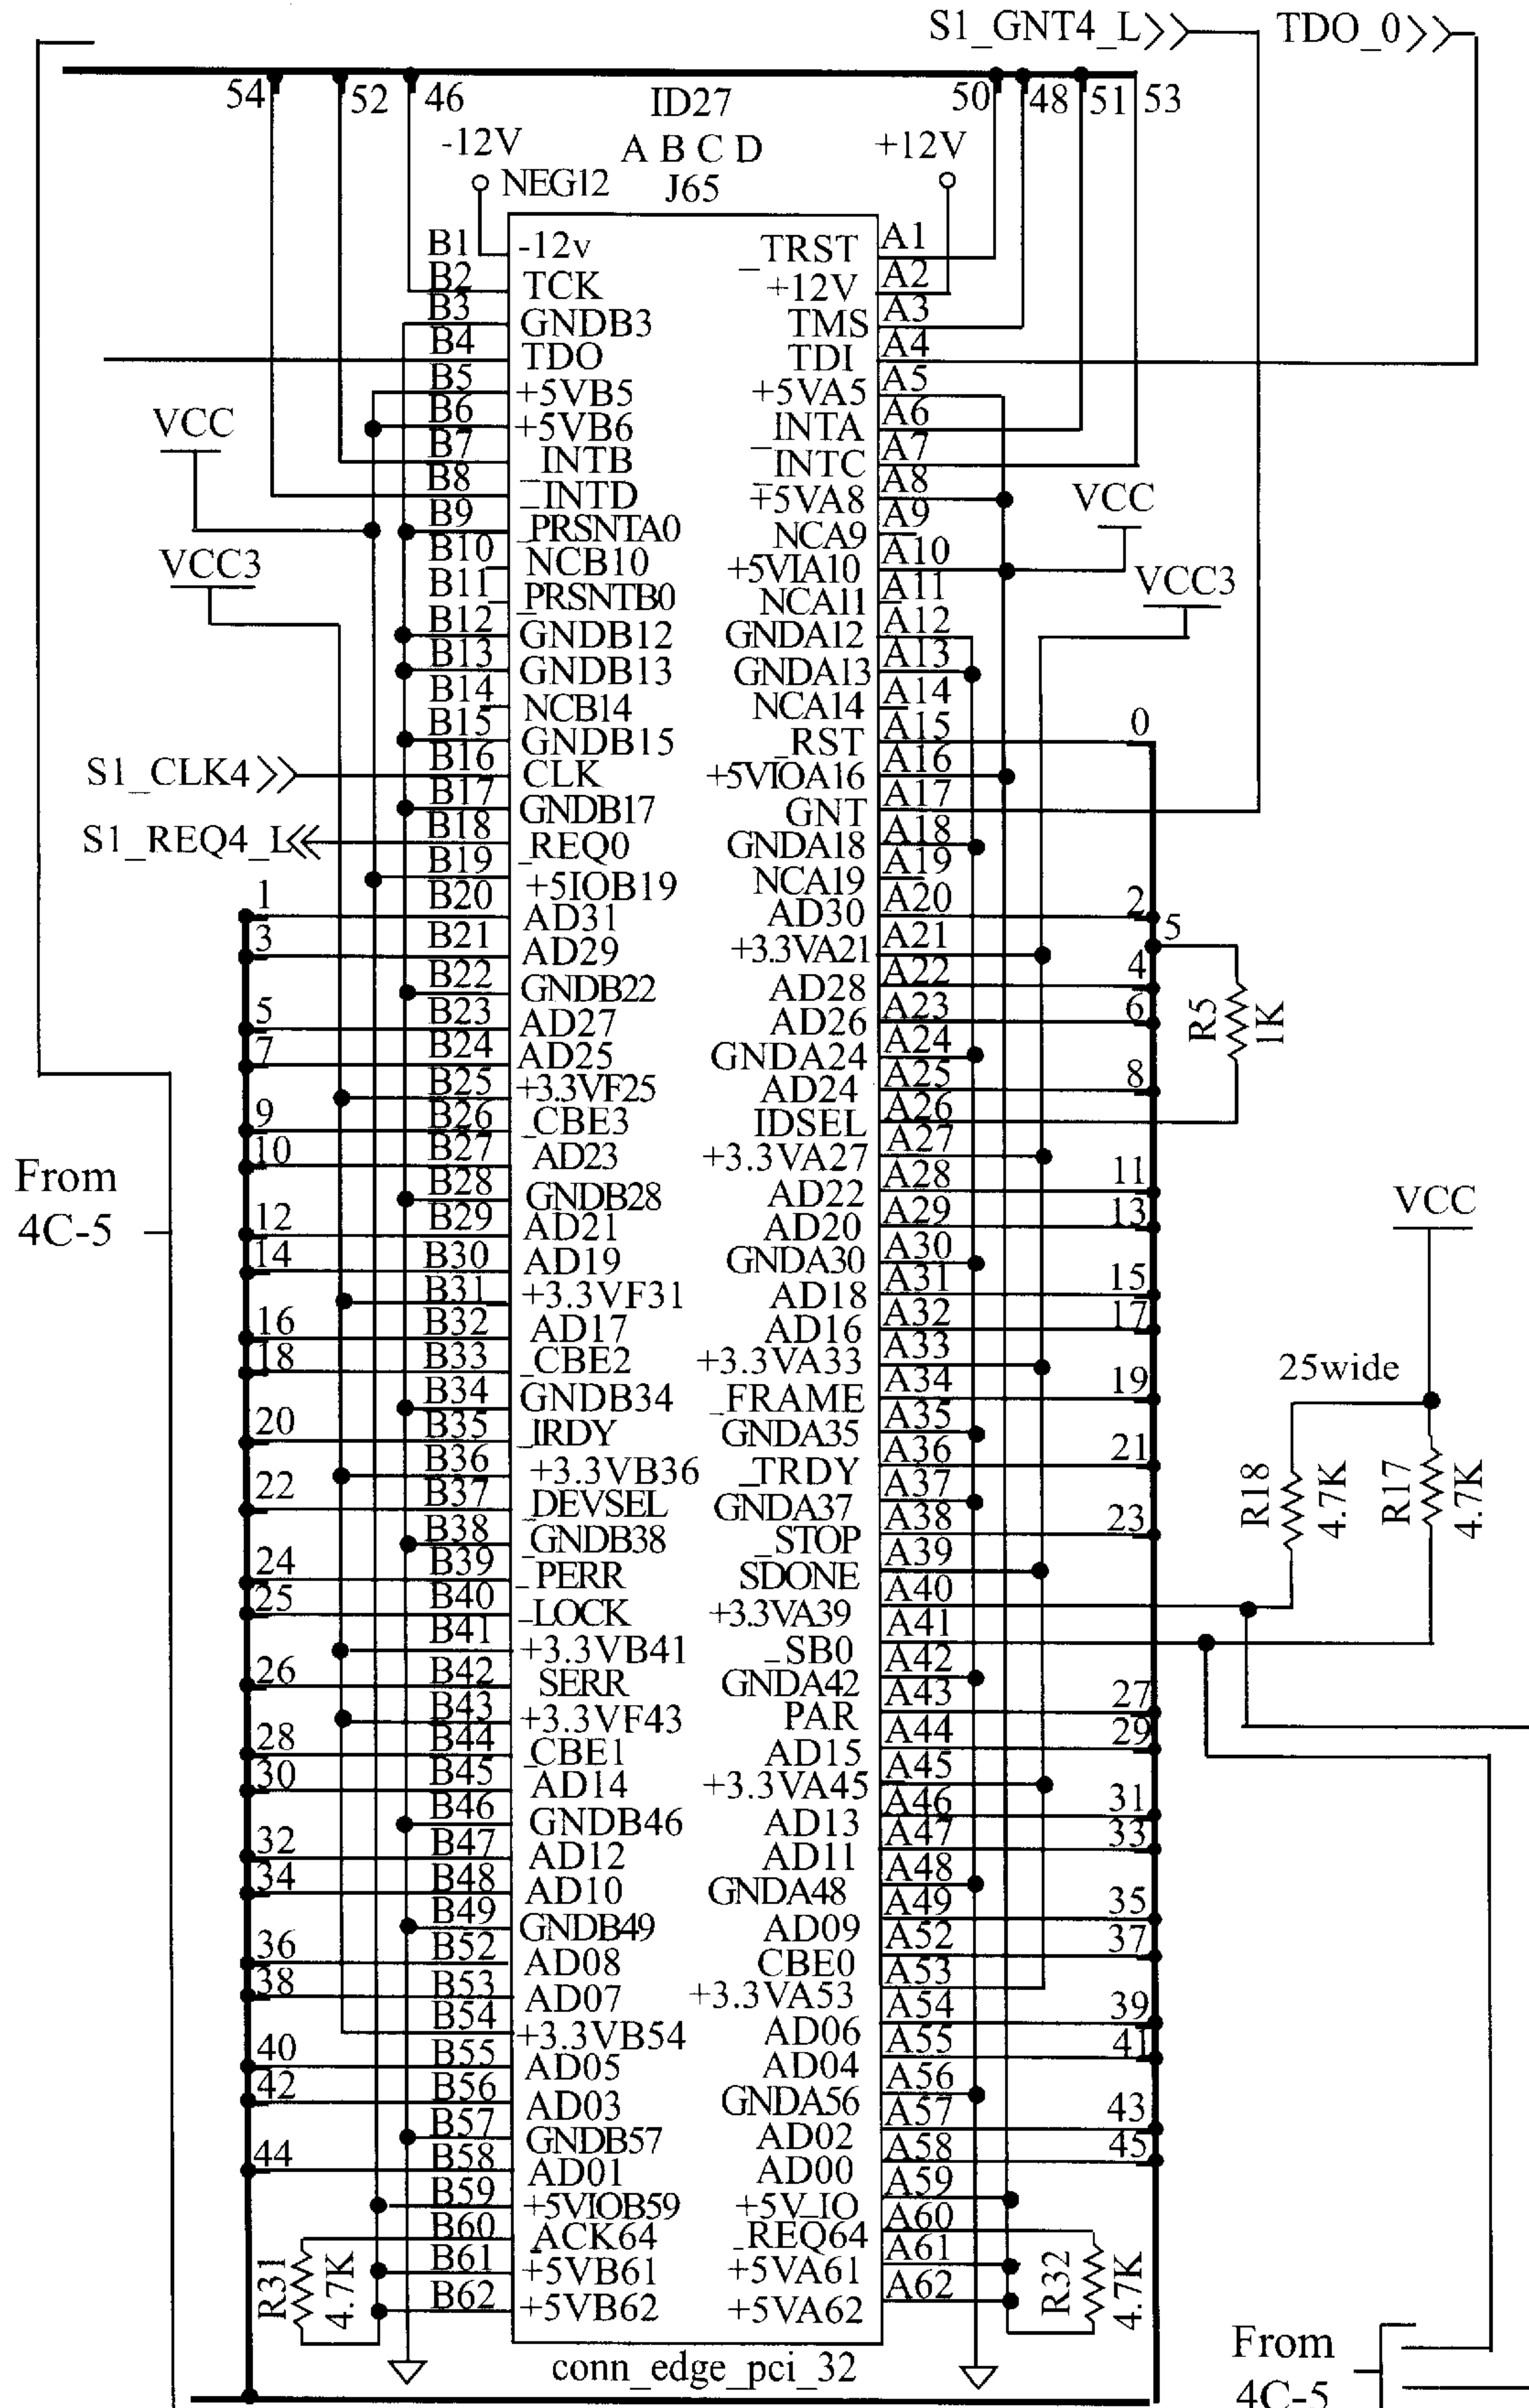 S1_GNT4_L TDO_0
54 52 46 ID27 50 48 51 53
-12V A B C D +12V
NEG12 J65
B1 -12v _TRST A1
B2 TCK +12V A2
B3 GNDB3 TMS A3
B4 TDO TDI A4
B5 +5VB5 +5VA5 A5
B6 +5VB6 _INTA A6
VCC
B7 _INTB _INTC A7
B8 _INTD +5VA8 A8
VCC
B9 _PRSNTA0 NCA9 A9
B10 NCB10 +5VIA10 A10
VCC3
B11 _PRSNTB0 NCA11 A11
VCC3
B12 GNDB12 GNDA12 A12
B13 GNDB13 GNDA13 A13
B14 NCB14 NCA14 A14
B15 GNDB15 _RST A15 0
S1_CLK4 B16 CLK +5VIOA16 A16
B17 GNDB17 GNT A17
S1_REQ4_L B18 _REQ0 GNDA18 A18
B19 +5IOB19 NCA19 A19
1 B20 AD31 AD30 A20 2
3 B21 AD29 +3.3VA21 A21 5
B22 GNDB22 AD28 A22 4
5 B23 AD27 AD26 A23 6
R5 1K
7 B24 AD25 GNDA24 A24
B25 +3.3VF25 AD24 A25 8
9 B26 _CBE3 IDSEL A26
10 B27 AD23 +3.3VA27 A27
B28 GNDB28 AD22 A28 11
12 B29 AD21 AD20 A29 13
From
4C-5
VCC
14 B30 AD19 GNDA30 A30
B31 +3.3VF31 AD18 A31 15
16 B32 AD17 AD16 A32 17
18 B33 _CBE2 +3.3VA33 A33
25wide
B34 GNDB34 _FRAME A34 19
20 B35 _IRDY GNDA35 A35
B36 +3.3VB36 _TRDY A36 21
22 B37 _DEVSEL GNDA37 A37
R18 4.7K R17 4.7K
B38 _GNDB38 _STOP A38 23
24 B39 _PERR SDONE A39
25 B40 _LOCK +3.3VA39 A40
B41 +3.3VB41 _SB0 A41
26 B42 SERR GNDA42 A42
B43 +3.3VF43 PAR A43 27
28 B44 _CBE1 AD15 A44 29
30 B45 AD14 +3.3VA45 A45
B46 GNDB46 AD13 A46 31
32 B47 AD12 AD11 A47 33
34 B48 AD10 GNDA48 A48
B49 GNDB49 AD09 A49 35
36 B52 AD08 CBE0 A52 37
38 B53 AD07 +3.3VA53 A53
B54 +3.3VB54 AD06 A54 39
40 B55 AD05 AD04 A55 41
42 B56 AD03 GNDA56 A56
B57 GNDB57 AD02 A57 43
44 B58 AD01 AD00 A58 45
B59 +5VIOB59 +5V_IO A59
B60 _ACK64 _REQ64 A60
R31 4.7K B61 +5VB61 +5VA61 A61 R32 4.7K
B62 +5VB62 +5VA62 A62
conn_edge_pci_32
From
4C-5